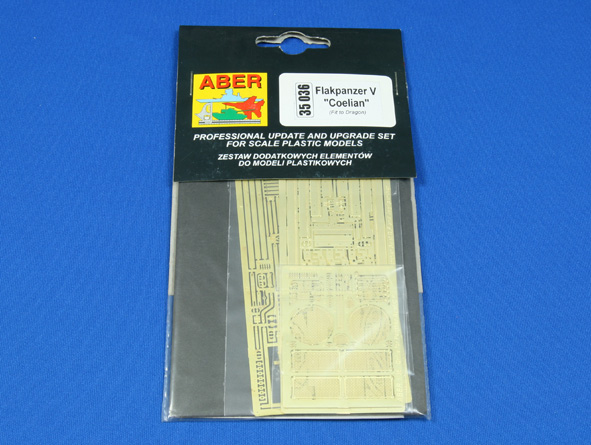 ABER
35 036
Flakpanzer V
"Coelian"
(Fit to Dragon)
PROFESSIONAL UPDATE AND UPGRADE SET
FOR SCALE PLASTIC MODELS
ZESTAW DODATKOWYCH ELEMENTÓW
DO MODELI PLASTIKOWYCH